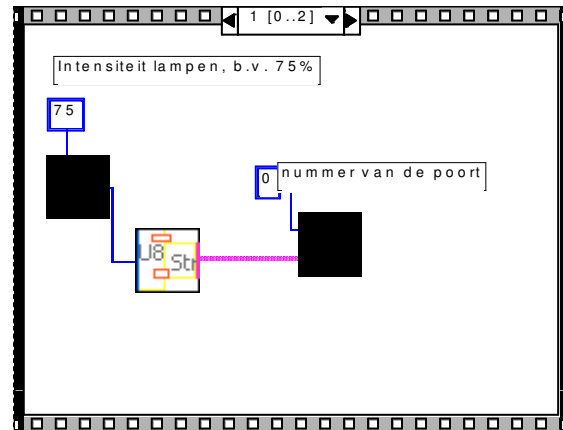 1 [0..2]
Intensiteit lampen, b.v. 75%
75
0 nummer van de poort
U8
Str